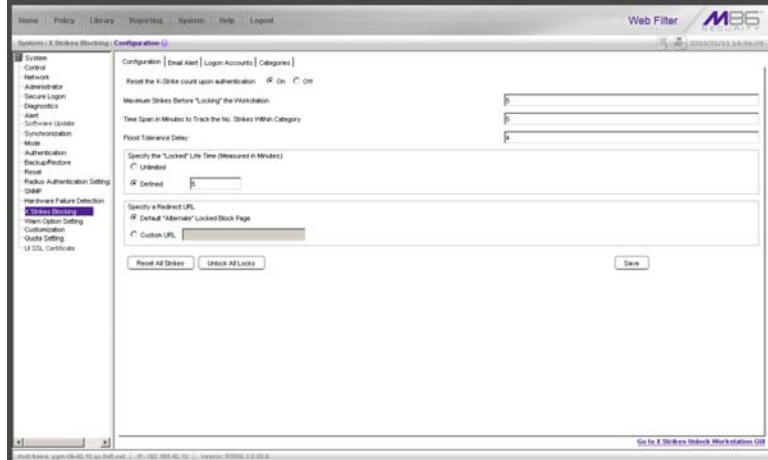 Home Policy Library Reporting System Help Logout
Web Filter
M86
SECURITY
System : X Strikes Blocking : Configuration
System
Control
Network
Administrator
Secure Logon
Diagnostics
Alert
Software Update
Synchronization
Mode
Authentication
Backup/Restore
Reset
Radius Authentication Setting
SNMP
Hardware Failure Detection
X Strikes Blocking
Warn Option Setting
Customization
Quota Setting
UI SSL Certificate
Configuration Email Alert Logon Accounts Categories
Reset the X-Strike count upon authentication On Off
Maximum Strikes Before "Locking" the Workstation 5
Time Span in Minutes to Track the No. Strikes Within Category 5
Flood Tolerance Delay 4
Specify the "Locked" Life Time (Measured in Minutes)
Unlimited
Defined 5
Specify a Redirect URL
Default "Alternate" Locked Block Page
Custom URL
Reset All Strikes Unlock All Locks Save
Go to X Strikes Unlock Workstation GUI
Host Name: IP: Version: